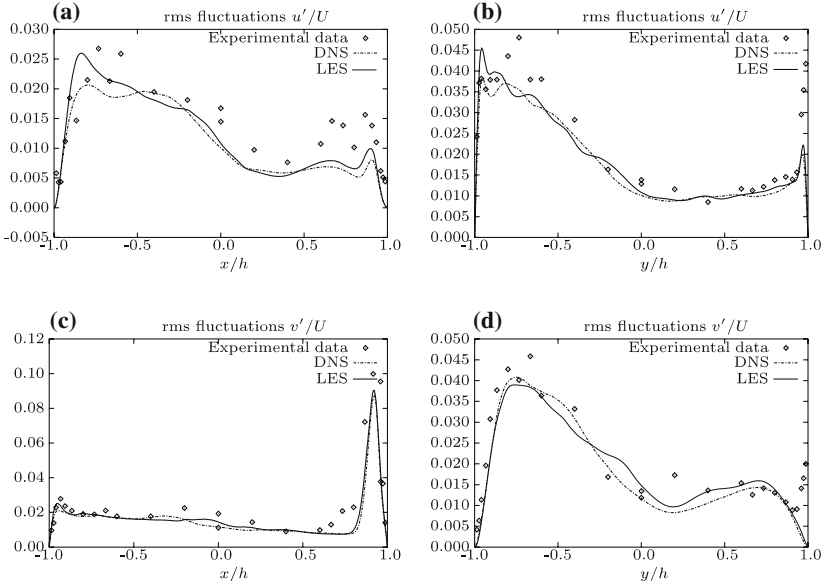 (a) rms fluctuations u′/U
Experimental data
DNS
LES
0.030
0.025
0.020
0.015
0.010
0.005
0.000
-0.005
-1.0 -0.5 0.0 0.5 1.0
x/h
(b) rms fluctuations u′/U
Experimental data
DNS
LES
0.050
0.045
0.040
0.035
0.030
0.025
0.020
0.015
0.010
0.005
0.000
-1.0 -0.5 0.0 0.5 1.0
y/h
(c) rms fluctuations v′/U
Experimental data
DNS
LES
0.12
0.10
0.08
0.06
0.04
0.02
0.00
-1.0 -0.5 0.0 0.5 1.0
x/h
(d) rms fluctuations v′/U
Experimental data
DNS
LES
0.050
0.045
0.040
0.035
0.030
0.025
0.020
0.015
0.010
0.005
0.000
-1.0 -0.5 0.0 0.5 1.0
y/h